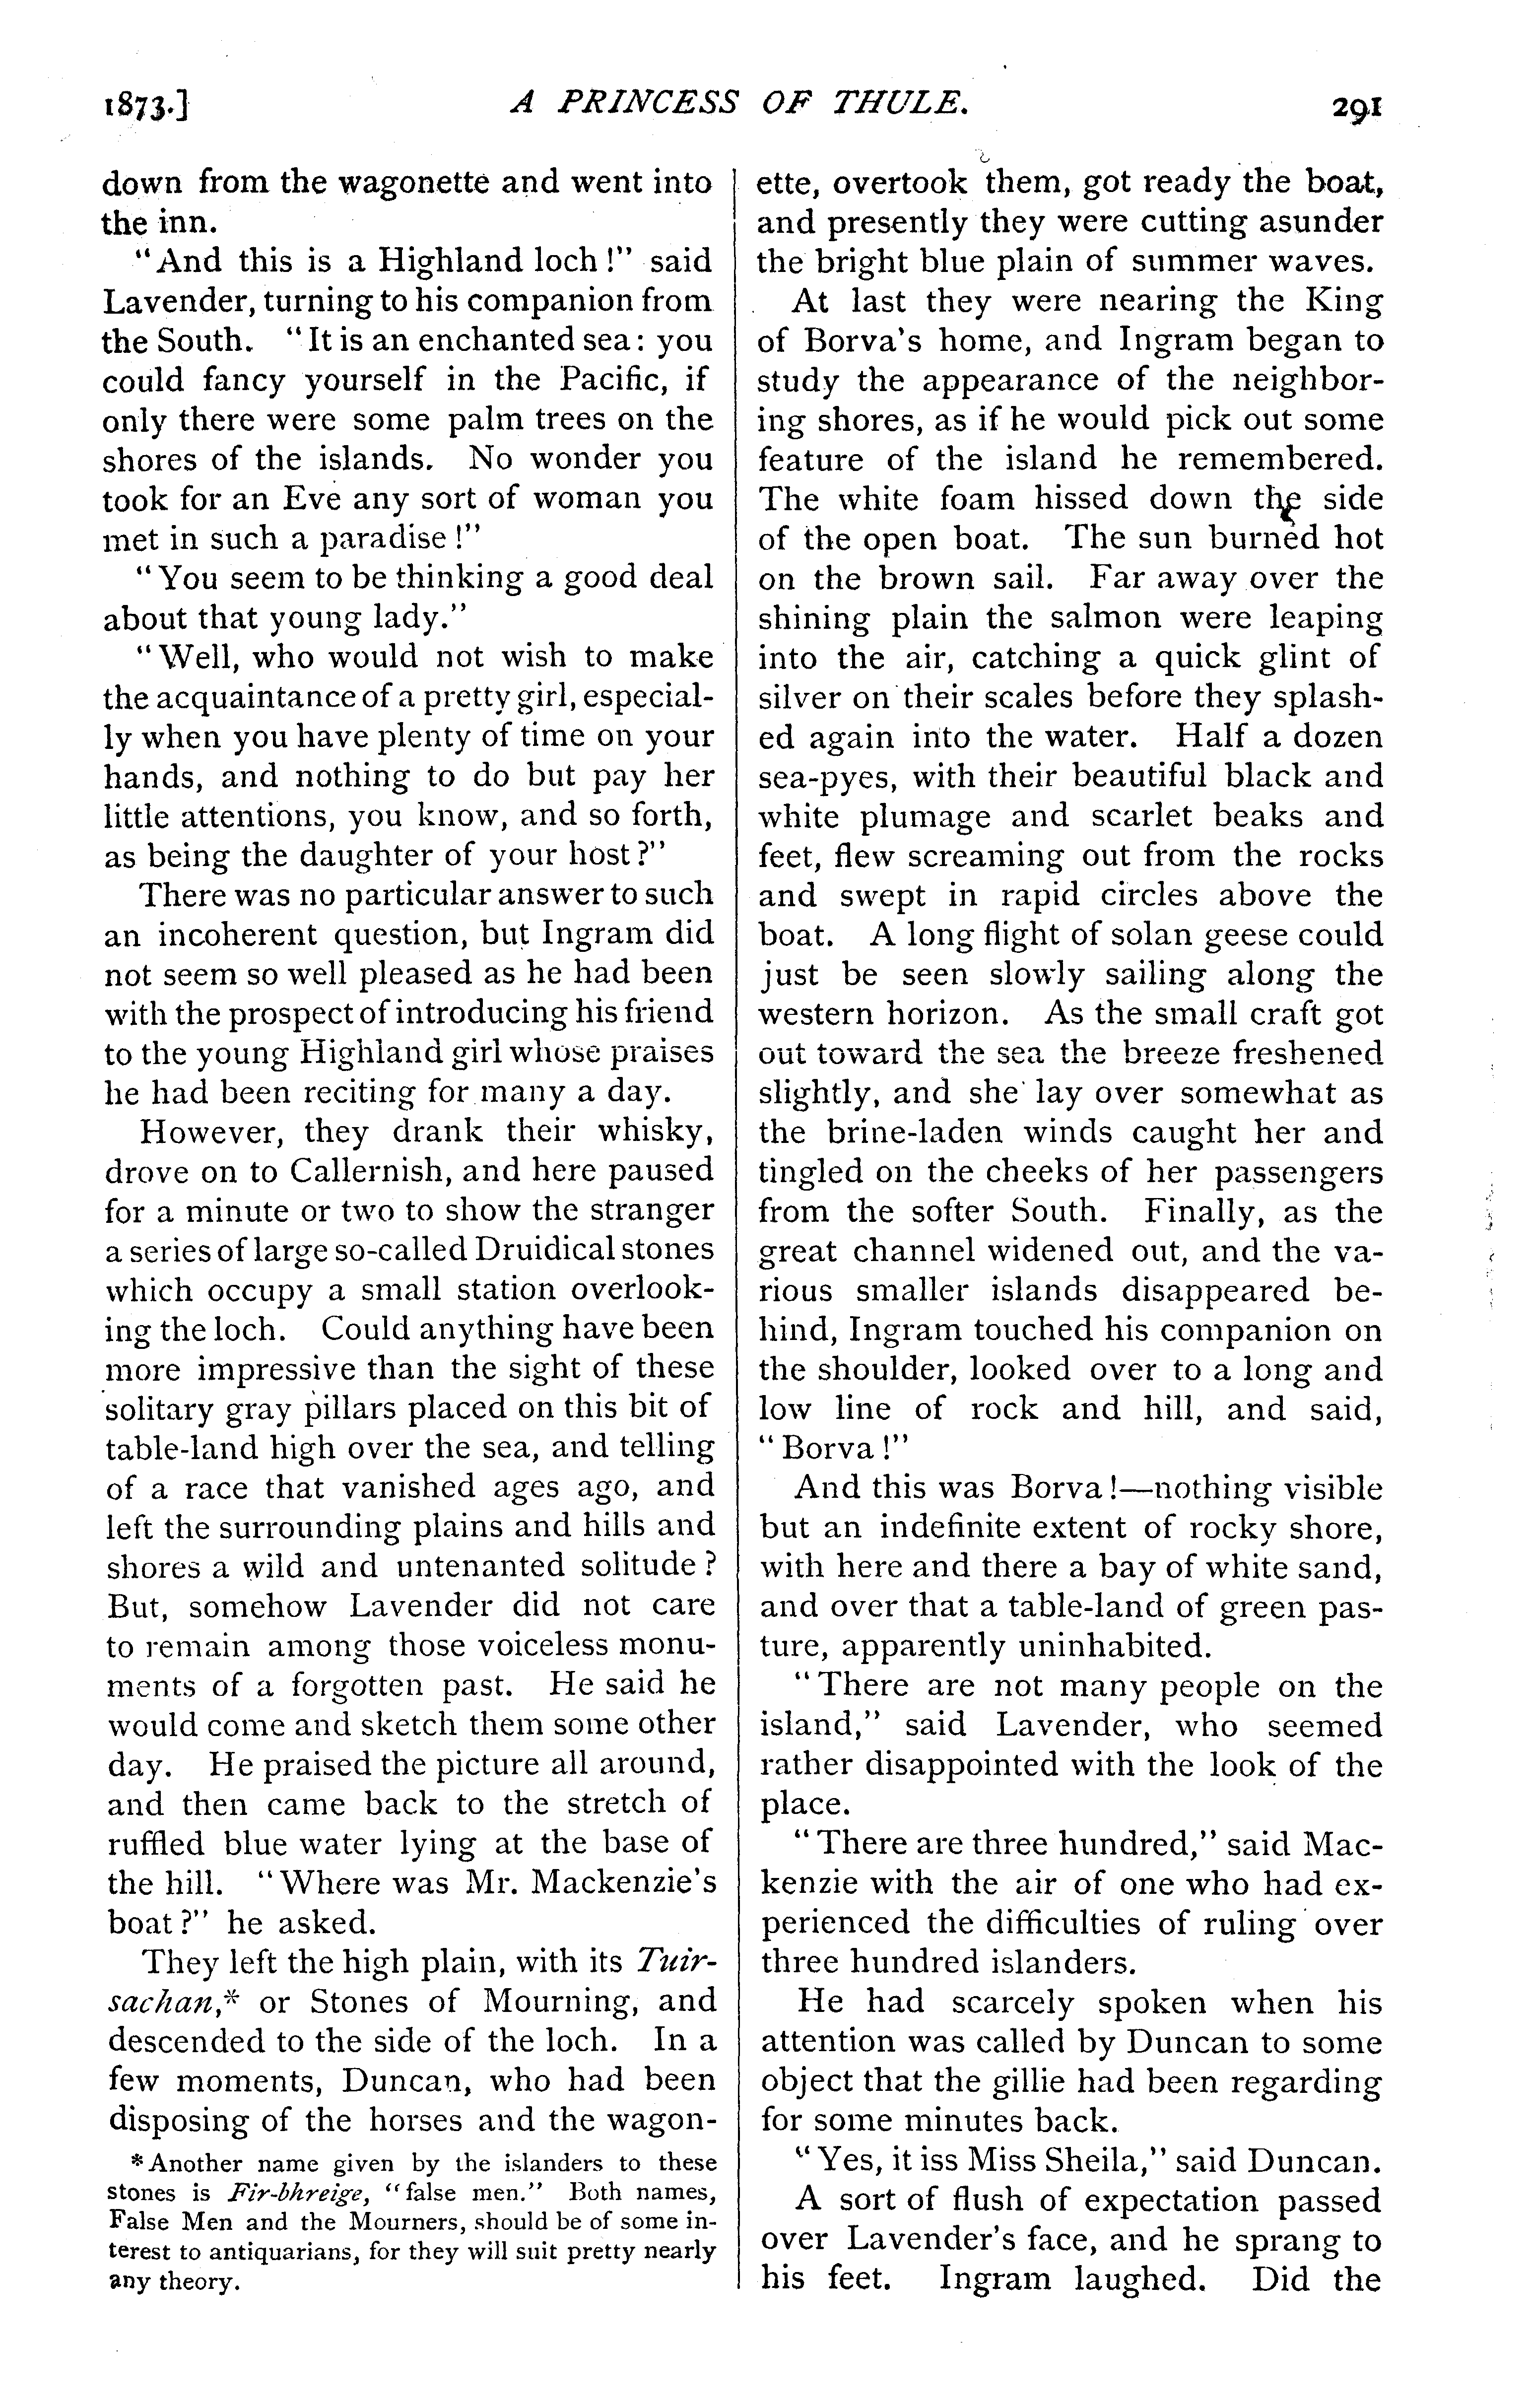 1873.] A PRINCESS OF THULE. 291
down from the wagonette and went into
the inn.
"And this is a Highland loch!" said
Lavender, turning to his companion from
the South. "It is an enchanted sea: you
could fancy yourself in the Pacific, if
only there were some palm trees on the
shores of the islands. No wonder you
took for an Eve any sort of woman you
met in such a paradise!"
"You seem to be thinking a good deal
about that young lady."
"Well, who would not wish to make
the acquaintance of a pretty girl, especial-
ly when you have plenty of time on your
hands, and nothing to do but pay her
little attentions, you know, and so forth,
as being the daughter of your host?"
There was no particular answer to such
an incoherent question, but Ingram did
not seem so well pleased as he had been
with the prospect of introducing his friend
to the young Highland girl whose praises
he had been reciting for many a day.
However, they drank their whisky,
drove on to Callernish, and here paused
for a minute or two to show the stranger
a series of large so-called Druidical stones
which occupy a small station overlook-
ing the loch. Could anything have been
more impressive than the sight of these
solitary gray pillars placed on this bit of
table-land high over the sea, and telling
of a race that vanished ages ago, and
left the surrounding plains and hills and
shores a wild and untenanted solitude?
But, somehow Lavender did not care
to remain among those voiceless monu-
ments of a forgotten past. He said he
would come and sketch them some other
day. He praised the picture all around,
and then came back to the stretch of
ruffled blue water lying at the base of
the hill. "Where was Mr. Mackenzie's
boat?" he asked.
They left the high plain, with its Tuir-
sachan,* or Stones of Mourning, and
descended to the side of the loch. In a
few moments, Duncan, who had been
disposing of the horses and the wagon-
*Another name given by the islanders to these
stones is Fir-bhreige, "false men." Both names,
False Men and the Mourners, should be of some in-
terest to antiquarians, for they will suit pretty nearly
any theory.
ette, overtook them, got ready the boat,
and presently they were cutting asunder
the bright blue plain of summer waves.
At last they were nearing the King
of Borva's home, and Ingram began to
study the appearance of the neighbor-
ing shores, as if he would pick out some
feature of the island he remembered.
The white foam hissed down the side
of the open boat. The sun burned hot
on the brown sail. Far away over the
shining plain the salmon were leaping
into the air, catching a quick glint of
silver on their scales before they splash-
ed again into the water. Half a dozen
sea-pyes, with their beautiful black and
white plumage and scarlet beaks and
feet, flew screaming out from the rocks
and swept in rapid circles above the
boat. A long flight of solan geese could
just be seen slowly sailing along the
western horizon. As the small craft got
out toward the sea the breeze freshened
slightly, and she lay over somewhat as
the brine-laden winds caught her and
tingled on the cheeks of her passengers
from the softer South. Finally, as the
great channel widened out, and the va-
rious smaller islands disappeared be-
hind, Ingram touched his companion on
the shoulder, looked over to a long and
low line of rock and hill, and said,
"Borva!"
And this was Borva!—nothing visible
but an indefinite extent of rocky shore,
with here and there a bay of white sand,
and over that a table-land of green pas-
ture, apparently uninhabited.
"There are not many people on the
island," said Lavender, who seemed
rather disappointed with the look of the
place.
"There are three hundred," said Mac-
kenzie with the air of one who had ex-
perienced the difficulties of ruling over
three hundred islanders.
He had scarcely spoken when his
attention was called by Duncan to some
object that the gillie had been regarding
for some minutes back.
"Yes, it iss Miss Sheila," said Duncan.
A sort of flush of expectation passed
over Lavender's face, and he sprang to
his feet. Ingram laughed. Did the